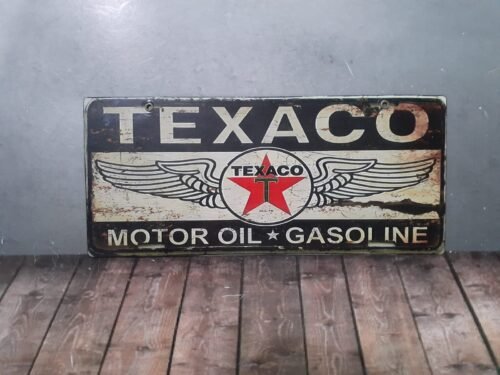 TEXACO
TEXACO
T
MOTOR OIL ★ GASOLINE